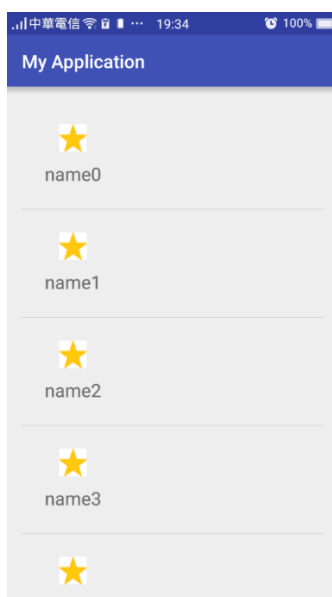 中華電信 ··· 19:34 100%
My Application
name0
name1
name2
name3